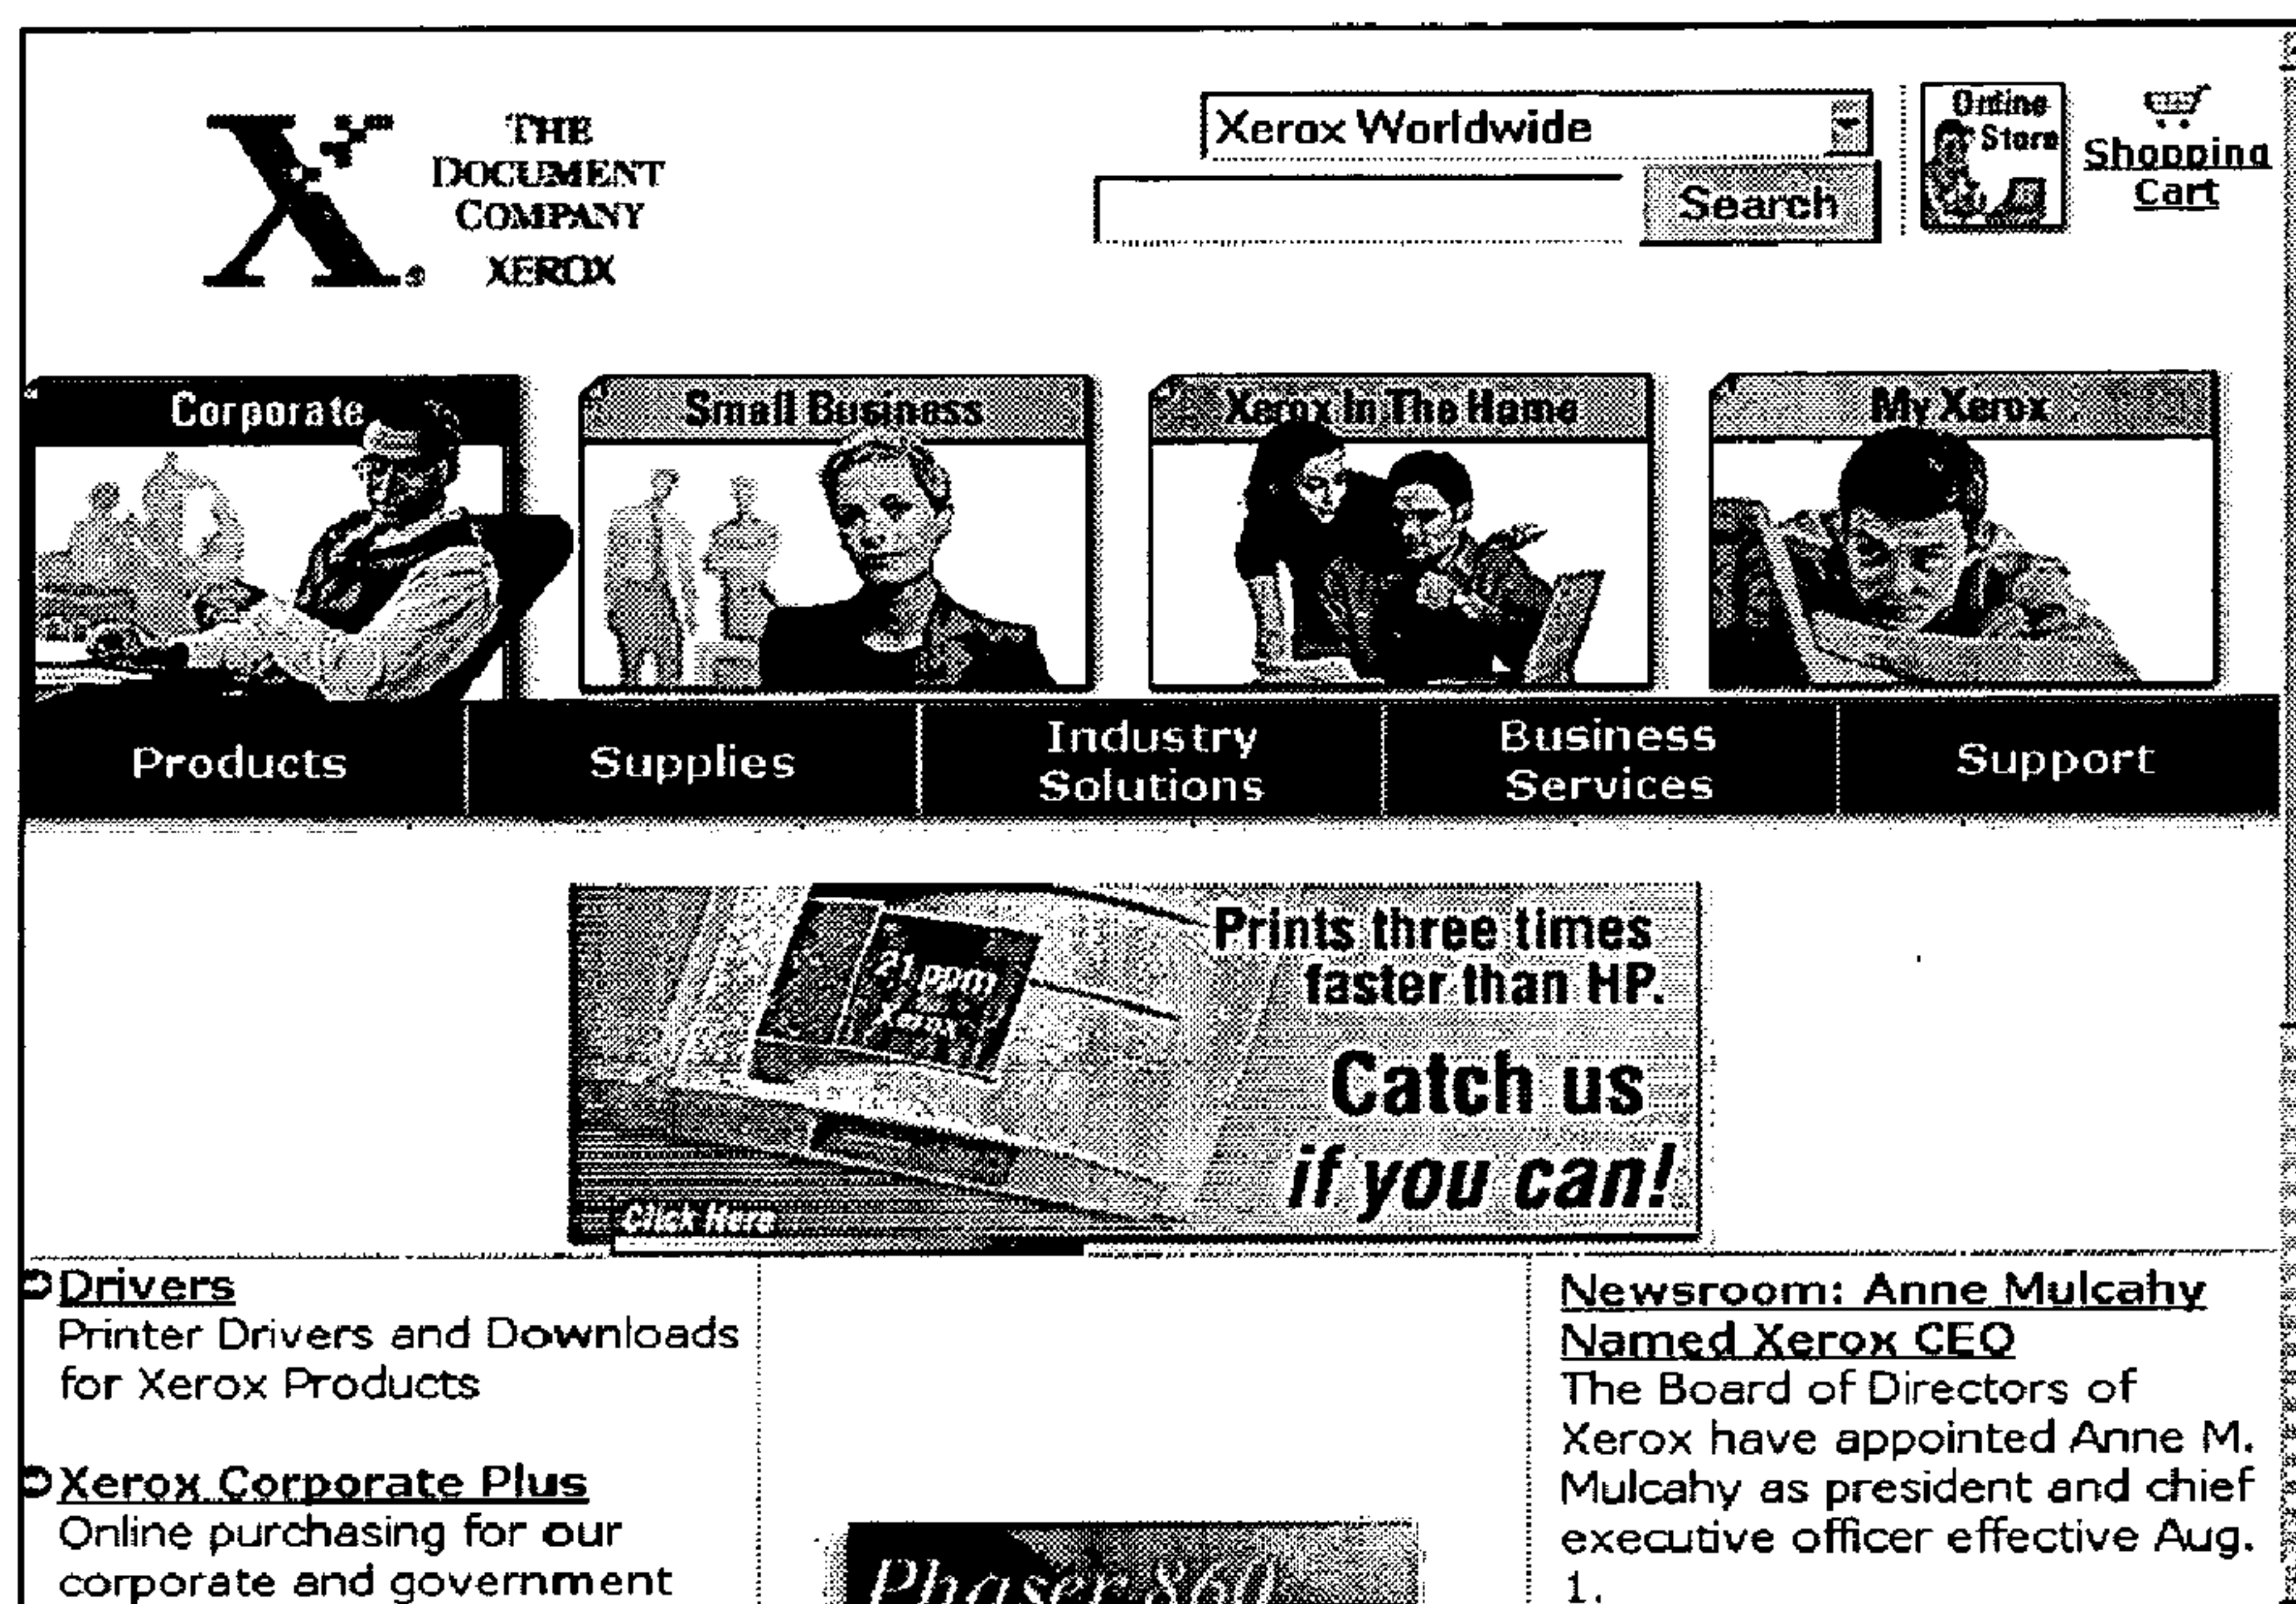 THE
DOCUMENT
COMPANY
XEROX
Xerox Worldwide
Search
Online
Store
Shopping
Cart
Corporate
Small Business
Xerox In The Home
My Xerox
Products
Supplies
Industry
Solutions
Business
Services
Support
Prints three times
faster than HP.
21 ppm
Xerox
Catch us
if you can!
Click Here
Drivers
Printer Drivers and Downloads
for Xerox Products
Xerox Corporate Plus
Online purchasing for our
corporate and government
Phaser 860
Newsroom: Anne Mulcahy
Named Xerox CEO
The Board of Directors of
Xerox have appointed Anne M.
Mulcahy as president and chief
executive officer effective Aug.
1.